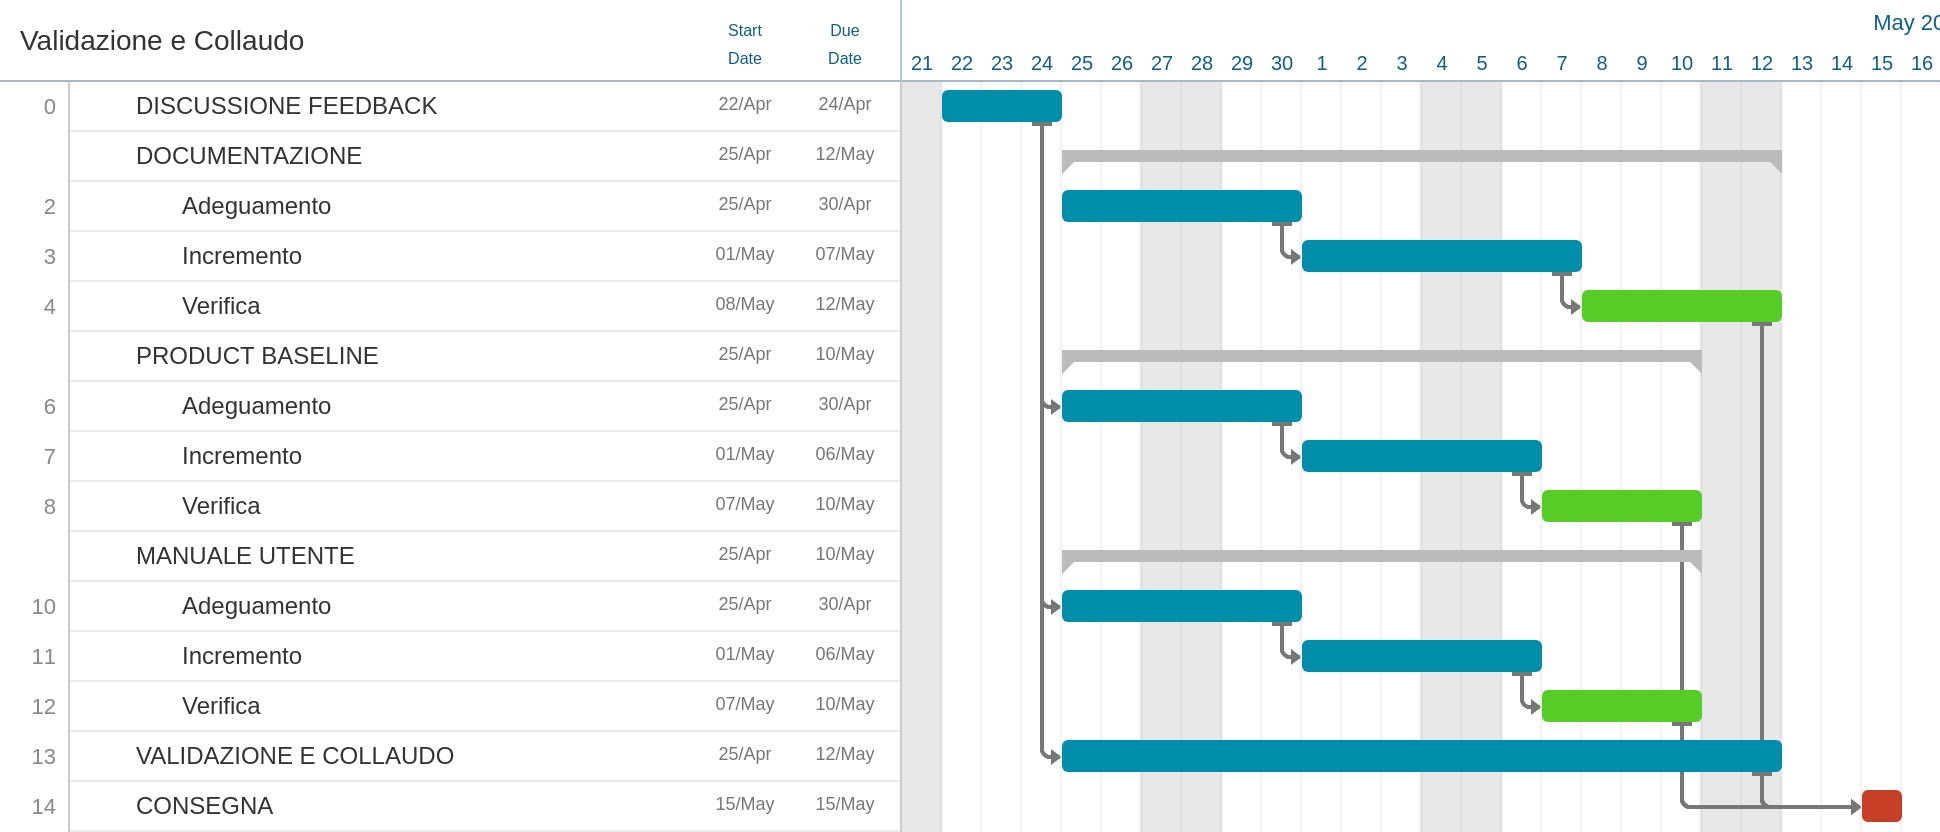 Validazione e Collaudo
Start Date
Due Date
May 20
21 22 23 24 25 26 27 28 29 30 1 2 3 4 5 6 7 8 9 10 11 12 13 14 15 16
0 DISCUSSIONE FEEDBACK 22/Apr 24/Apr
DOCUMENTAZIONE 25/Apr 12/May
2 Adeguamento 25/Apr 30/Apr
3 Incremento 01/May 07/May
4 Verifica 08/May 12/May
PRODUCT BASELINE 25/Apr 10/May
6 Adeguamento 25/Apr 30/Apr
7 Incremento 01/May 06/May
8 Verifica 07/May 10/May
MANUALE UTENTE 25/Apr 10/May
10 Adeguamento 25/Apr 30/Apr
11 Incremento 01/May 06/May
12 Verifica 07/May 10/May
13 VALIDAZIONE E COLLAUDO 25/Apr 12/May
14 CONSEGNA 15/May 15/May